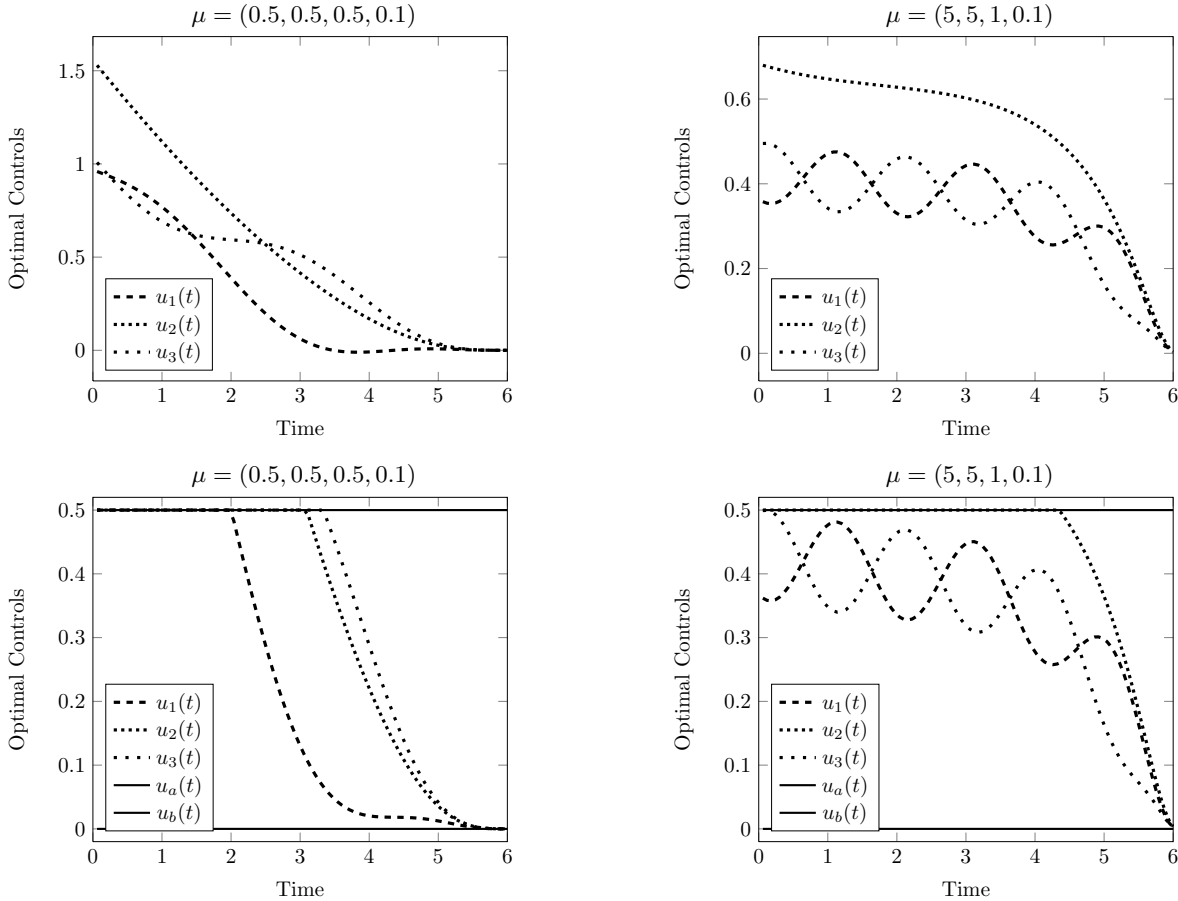 μ = (0.5, 0.5, 0.5, 0.1)
Optimal Controls
1.5
1
0.5
0
u₁(t)
u₂(t)
u₃(t)
0 1 2 3 4 5 6
Time
μ = (5, 5, 1, 0.1)
Optimal Controls
0.6
0.4
0.2
0
u₁(t)
u₂(t)
u₃(t)
0 1 2 3 4 5 6
Time
μ = (0.5, 0.5, 0.5, 0.1)
Optimal Controls
0.5
0.4
0.3
0.2
0.1
0
u₁(t)
u₂(t)
u₃(t)
uₐ(t)
u_b(t)
0 1 2 3 4 5 6
Time
μ = (5, 5, 1, 0.1)
Optimal Controls
0.5
0.4
0.3
0.2
0.1
0
u₁(t)
u₂(t)
u₃(t)
uₐ(t)
u_b(t)
0 1 2 3 4 5 6
Time